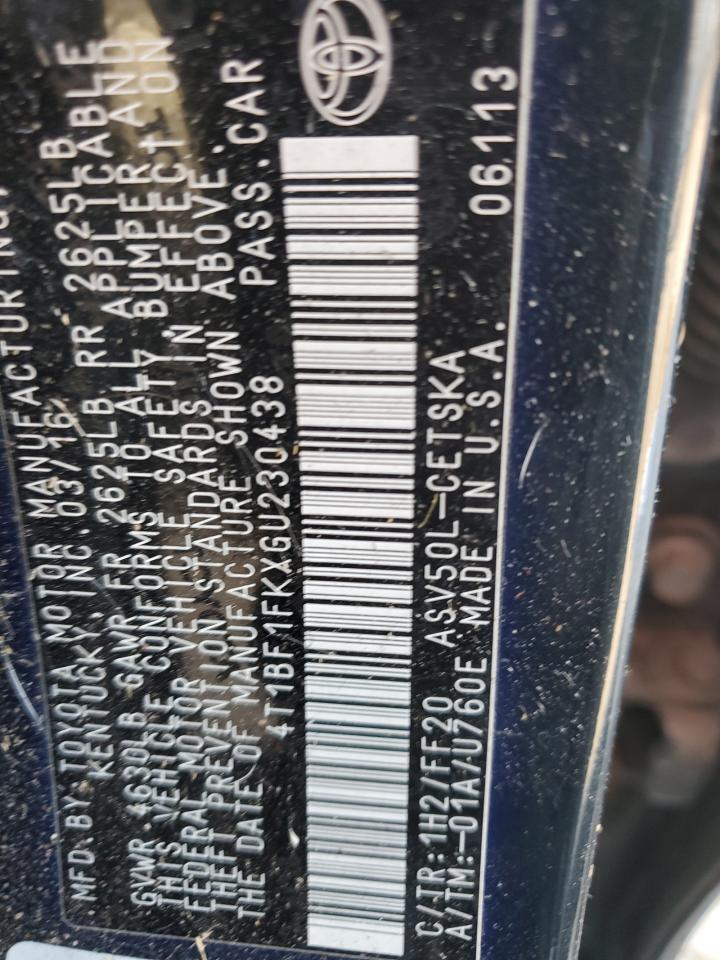 MFD.BY:TOYOTA MOTOR MANUFACTURING,
KENTUCKY INC. 03/16
GVWR 4630LB GAWR FR 2625LB RR 2625LB
THIS VEHICLE CONFORMS TO ALL APPLICABLE
FEDERAL MOTOR VEHICLE SAFETY, BUMPER AND
THEFT PREVENTION STANDARDS IN EFFECT ON
THE DATE OF MANUFACTURE SHOWN ABOVE.
4T1BF1FKXGU230438 PASS.CAR
C/TR:1H2/FF20 ASV50L-CETSKA
A/TM:-01A/U760E MADE IN U.S.A. 06113